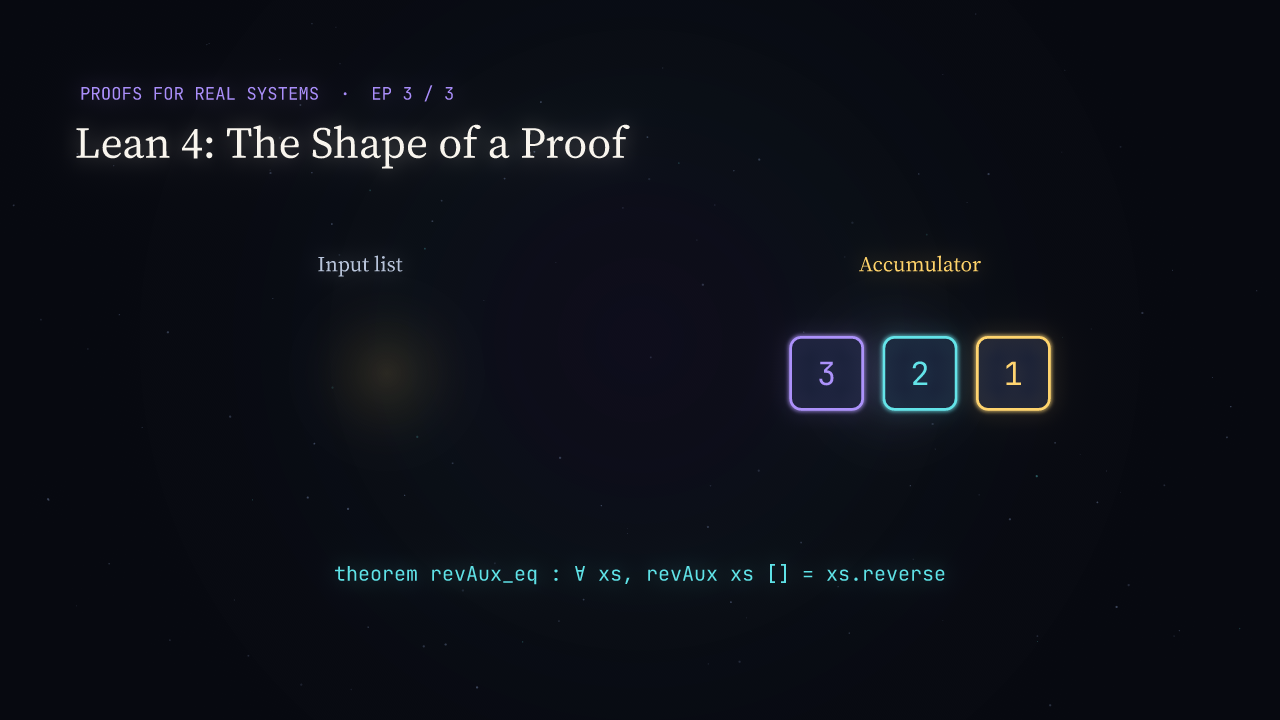 PROOFS FOR REAL SYSTEMS · EP 3 / 3
Lean 4: The Shape of a Proof
Input list
Accumulator
3 2 1
theorem revAux_eq : ∀ xs, revAux xs [] = xs.reverse